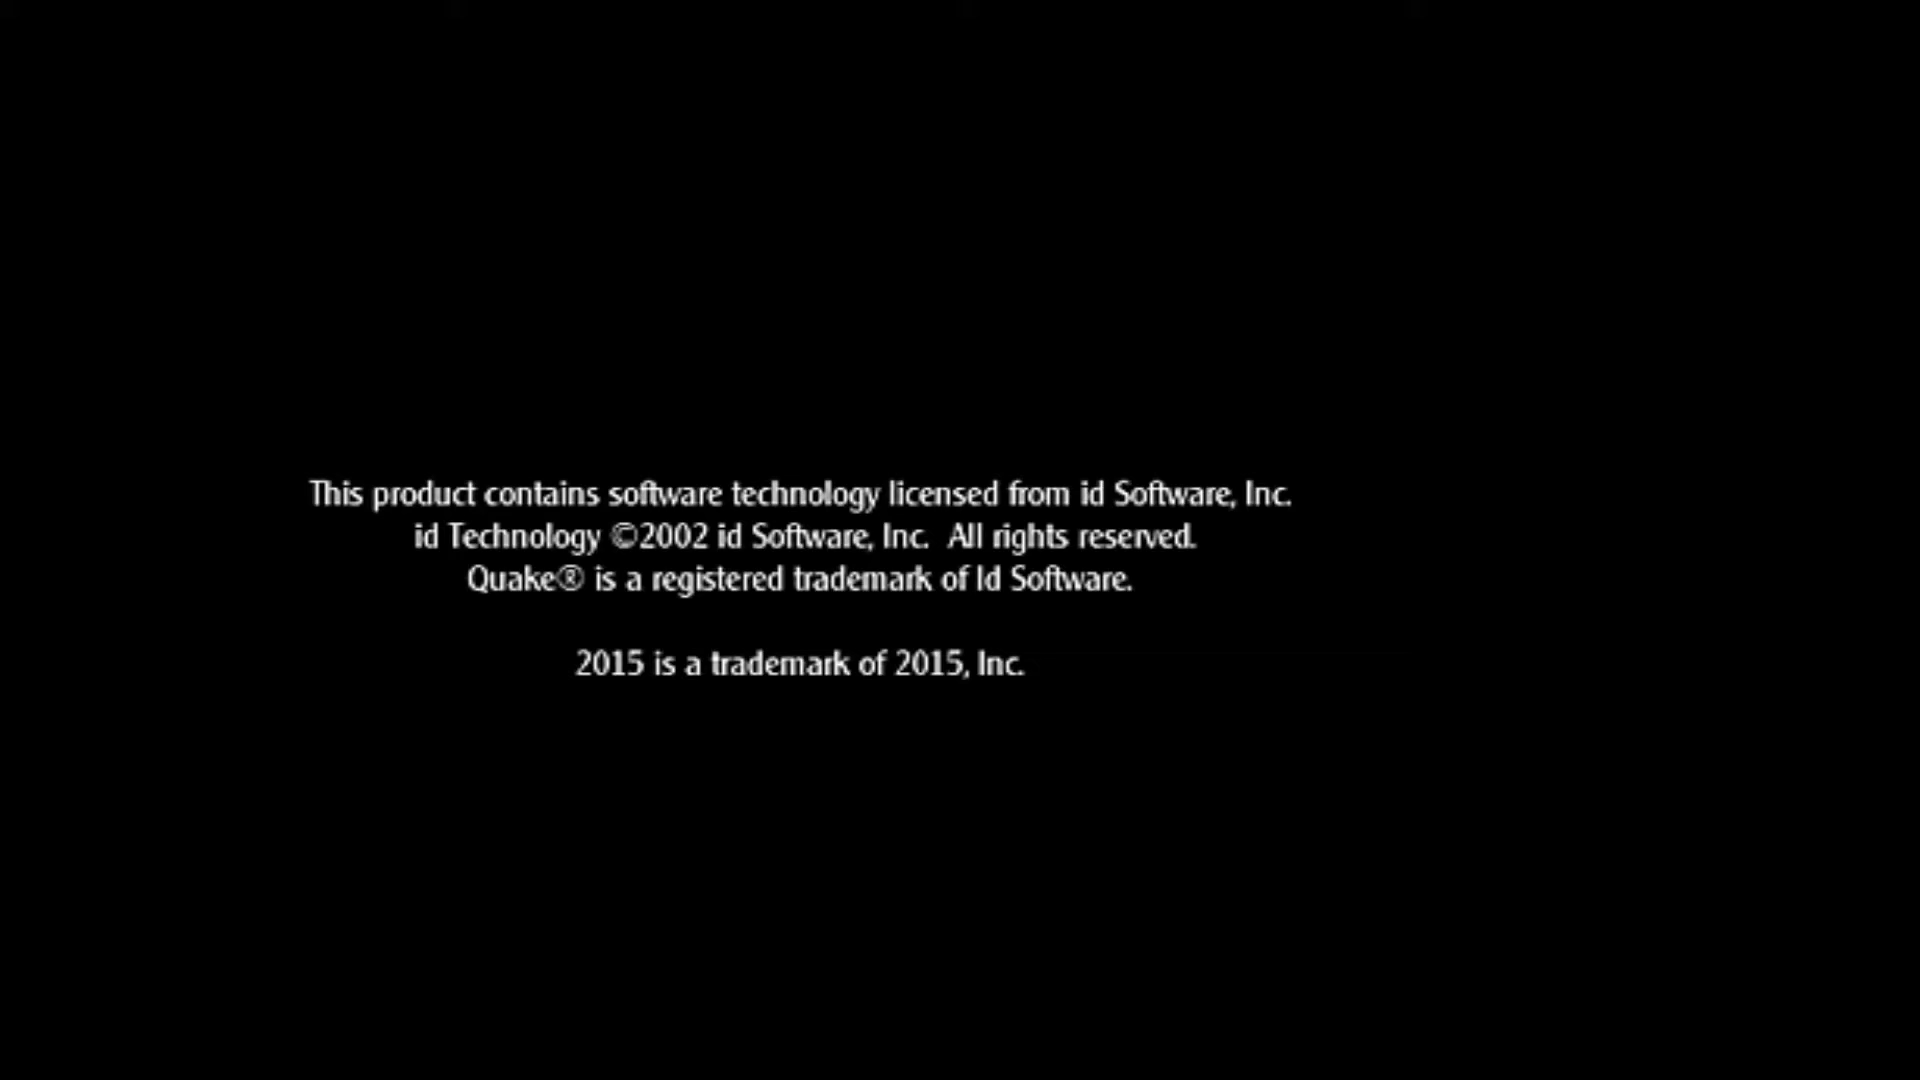 This product contains software technology licensed from id Software, Inc.
id Technology ©2002 id Software, Inc.  All rights reserved.
Quake® is a registered trademark of Id Software.
2015 is a trademark of 2015, Inc.